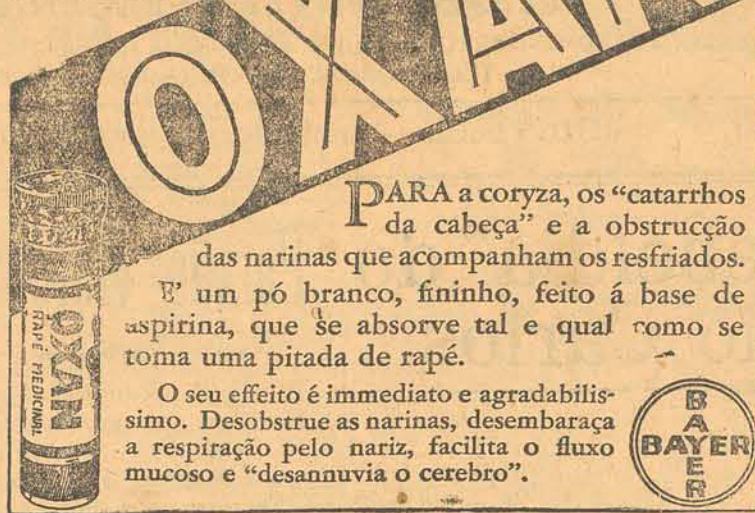 OXAN
PARA a coryza, os “catarrhos
da cabeça” e a obstrucção
das narinas que acompanham os resfriados.
E' um pó branco, fininho, feito á base de
aspirina, que se absorve tal e qual como se
toma uma pitada de rapé.
O seu effeito é immediato e agradabilis-
simo. Desobstrue as narinas, desembaraça
a respiração pelo nariz, facilita o fluxo
mucoso e “desannuvia o cerebro”.
OXAN
RAPÉ MEDICINAL
BAYER
BAYER